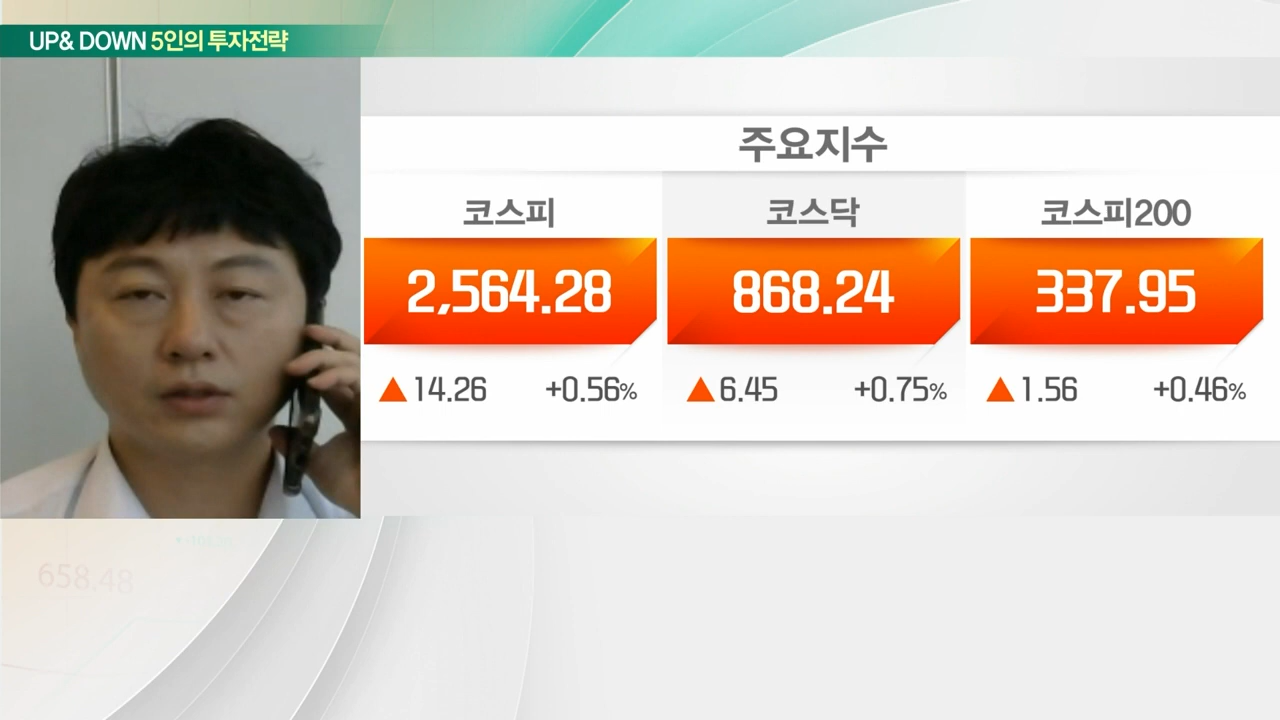 UP& DOWN 5인의 투자전략
주요지수
코스피 코스닥 코스피200
2,564.28 868.24 337.95
▲ 14.26 +0.56% ▲ 6.45 +0.75% ▲ 1.56 +0.46%
658.48